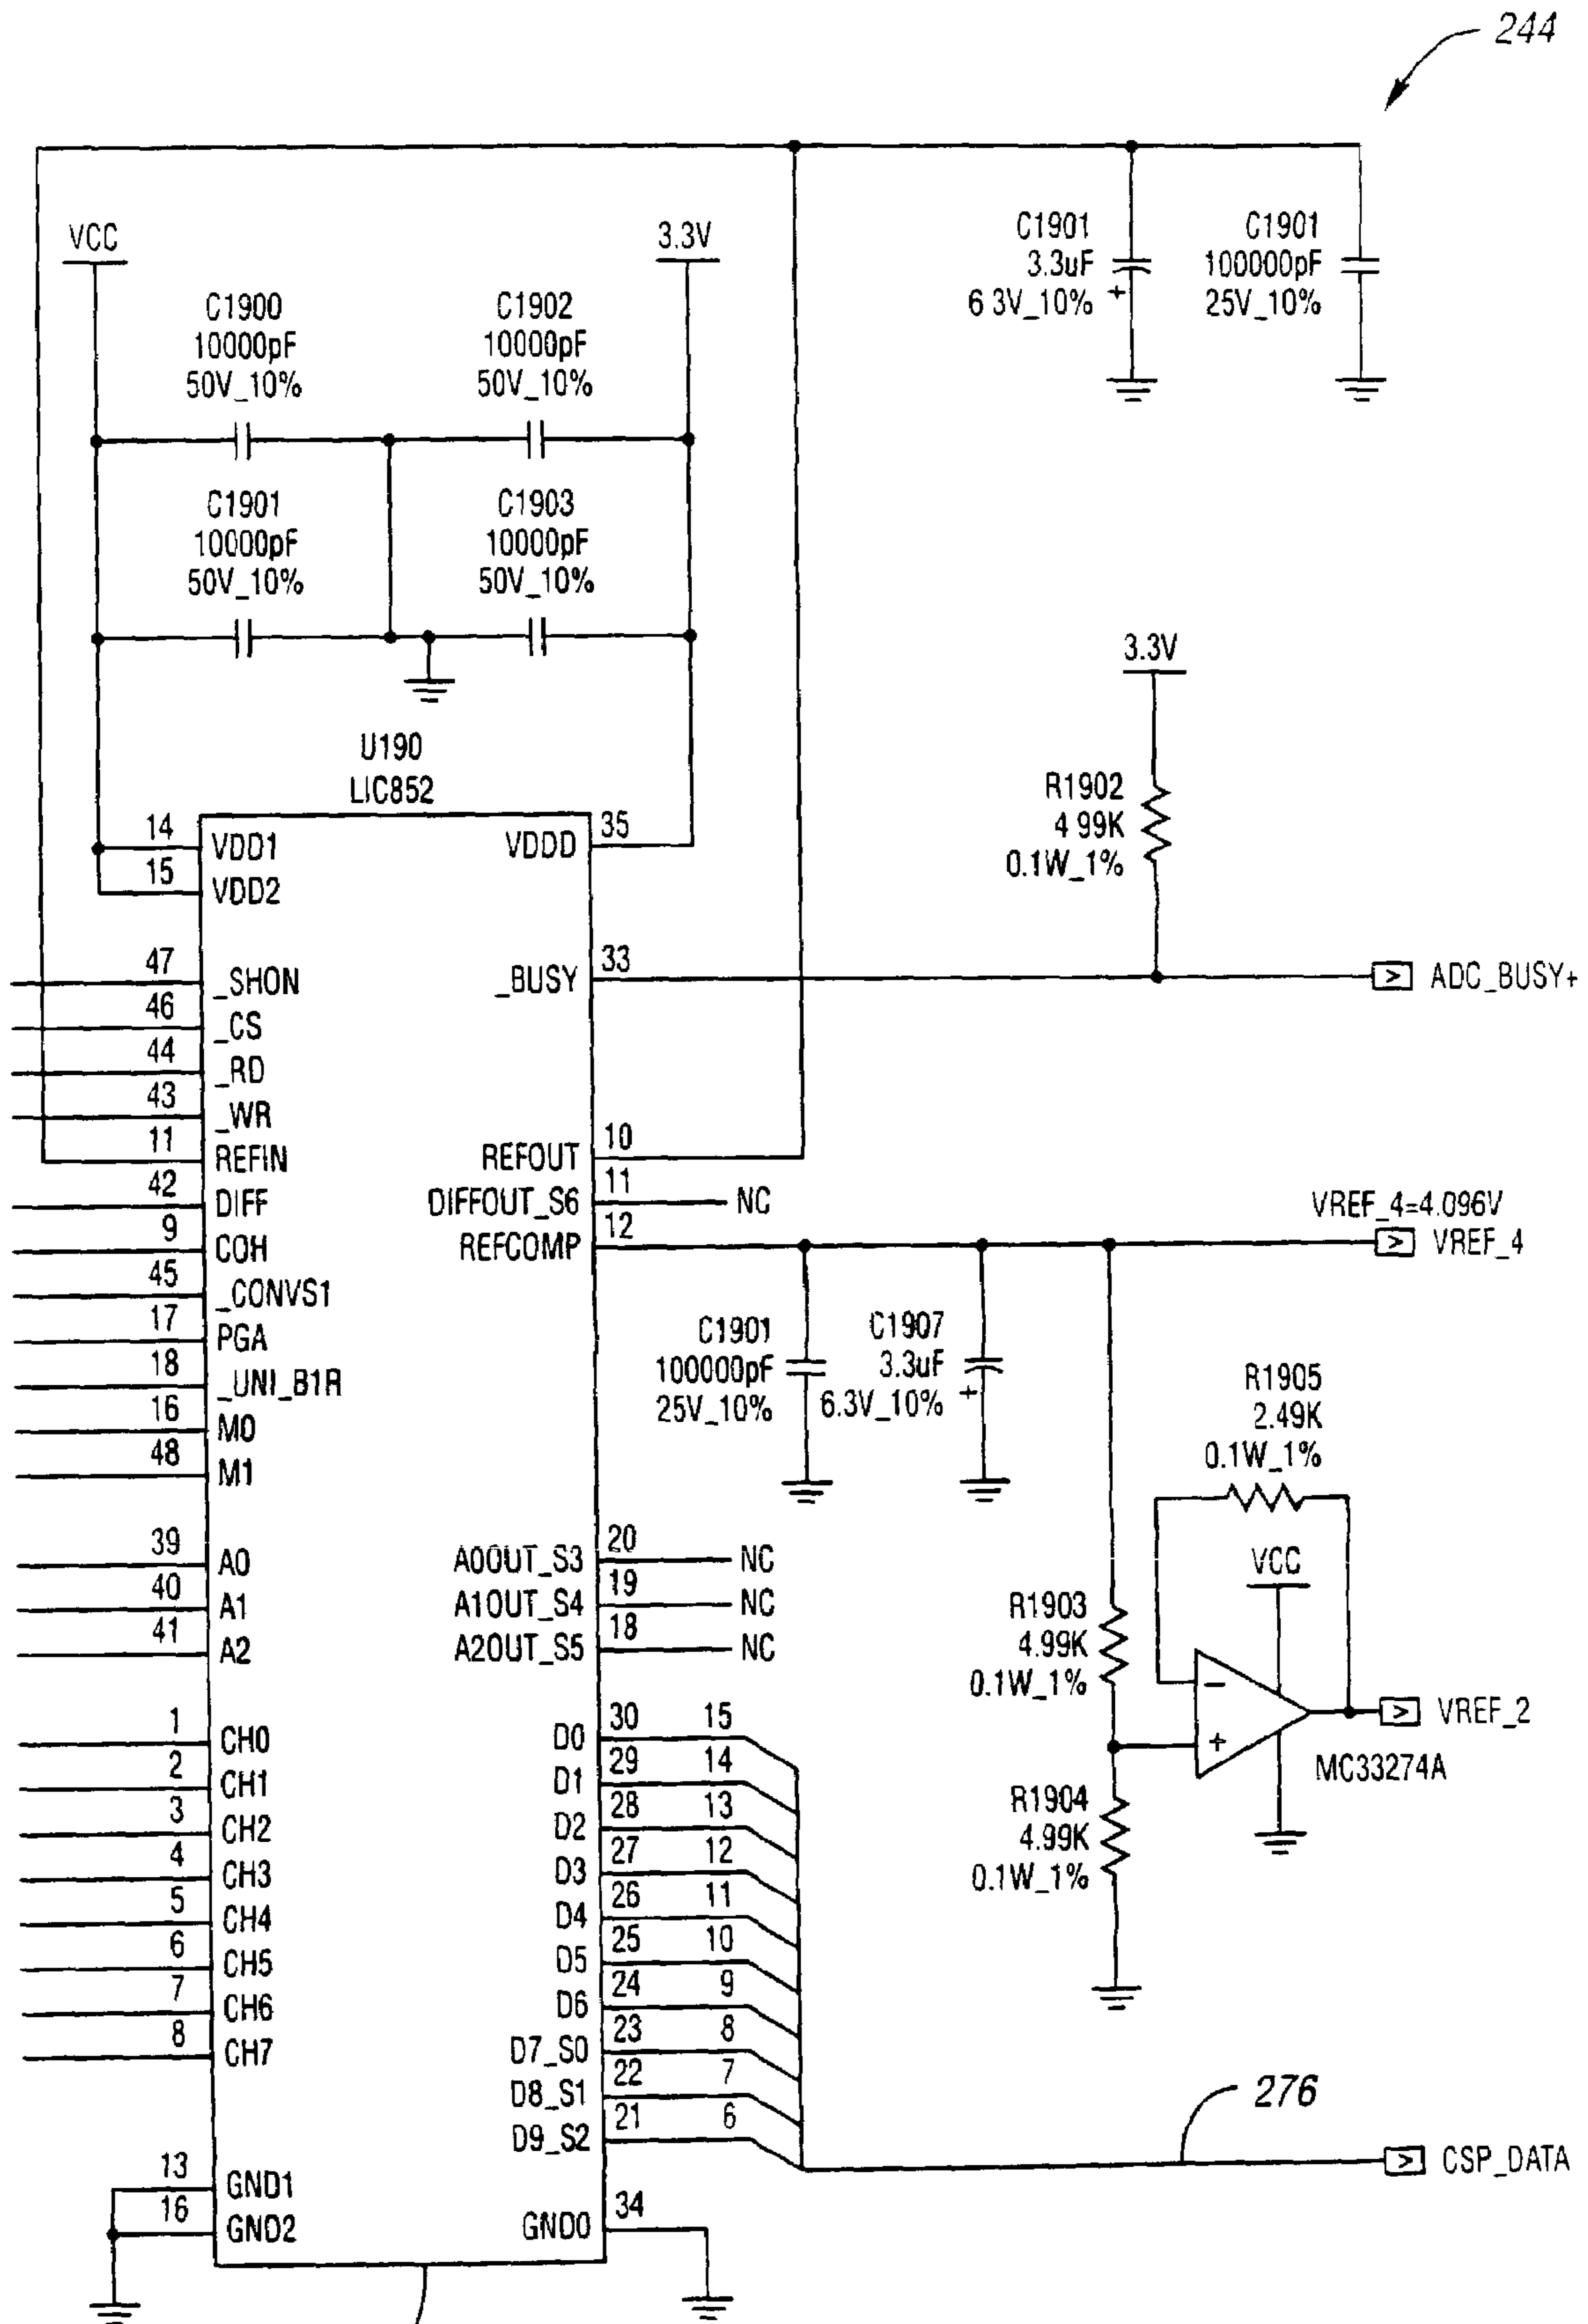 244
VCC
3.3V
C1901
3.3uF
6 3V_10%
+
C1901
100000pF
25V_10%
C1900
10000pF
50V_10%
C1902
10000pF
50V_10%
C1901
10000pF
50V_10%
C1903
10000pF
50V_10%
3.3V
R1902
4 99K
0.1W_1%
U190
LIC852
14 VDD1
15 VDD2
VDDD 35
47 _SHON
46 _CS
44 _RD
43 _WR
11 REFIN
42 DIFF
9 COH
45 _CONVS1
17 PGA
18 _UNI_B1R
16 M0
48 M1
_BUSY 33
> ADC_BUSY+
REFOUT 10
DIFFOUT_S6 11 NC
REFCOMP 12
VREF_4=4.096V
> VREF_4
C1901
100000pF
25V_10%
C1907
3.3uF
6.3V_10%
+
R1905
2.49K
0.1W_1%
39 A0
40 A1
41 A2
A0OUT_S3 20 NC
A1OUT_S4 19 NC
A2OUT_S5 18 NC
VCC
R1903
4.99K
0.1W_1%
−
+
> VREF_2
MC33274A
R1904
4.99K
0.1W_1%
1 CH0
2 CH1
3 CH2
4 CH3
5 CH4
6 CH5
7 CH6
8 CH7
D0 30 15
D1 29 14
D2 28 13
D3 27 12
D4 26 11
D5 25 10
D6 24 9
D7_S0 23 8
D8_S1 22 7
D9_S2 21 6
276
> CSP_DATA
13 GND1
16 GND2
GND0 34